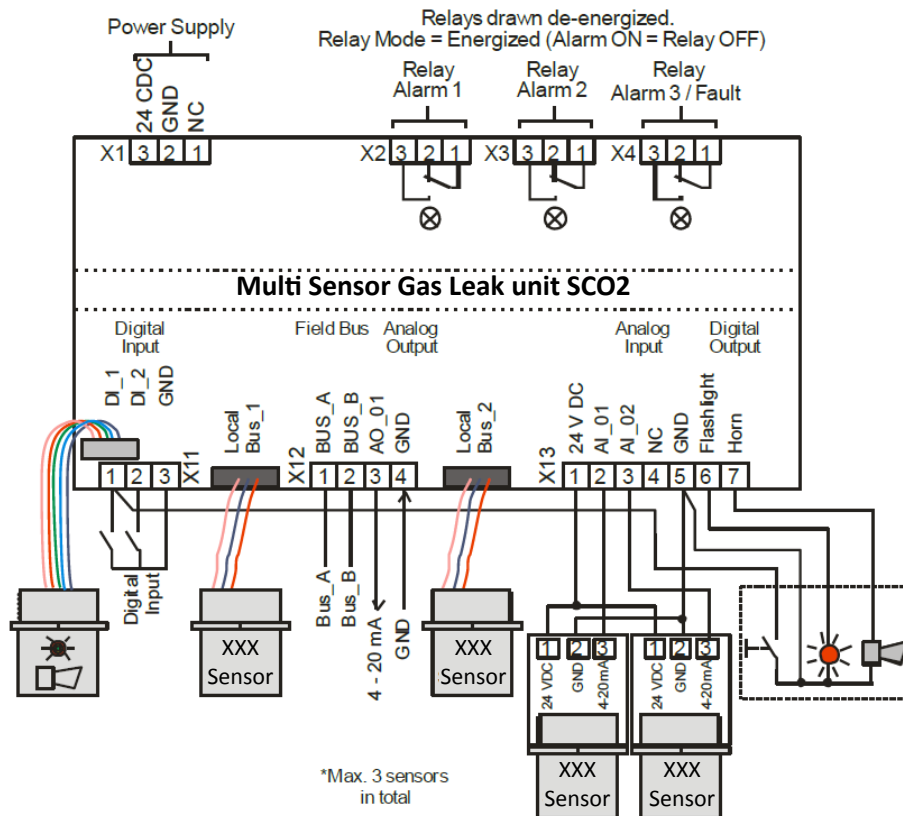 Power Supply
Relays drawn de-energized.
Relay Mode = Energized (Alarm ON = Relay OFF)
Relay
Alarm 1
Relay
Alarm 2
Relay
Alarm 3 / Fault
24 CDC
GND
NC
X1 3 2 1
X2 3 2 1
X3 3 2 1
X4 3 2 1
Multi Sensor Gas Leak unit SCO2
Digital
Input
Field Bus
Analog
Output
Analog
Input
Digital
Output
DI_1
DI_2
GND
Local
Bus_1
BUS_A
BUS_B
AO_01
GND
Local
Bus_2
24 V DC
AI_01
AI_02
NC
GND
Flashlight
Horn
1 2 3 X11
X12 1 2 3 4
X13 1 2 3 4 5 6 7
Digital
Input
Bus_A
Bus_B
4 - 20 mA
GND
XXX
Sensor
XXX
Sensor
1 2 3
24 VDC
GND
4-20mA
1 2 3
24 VDC
GND
4-20mA
XXX
Sensor
XXX
Sensor
*Max. 3 sensors
in total